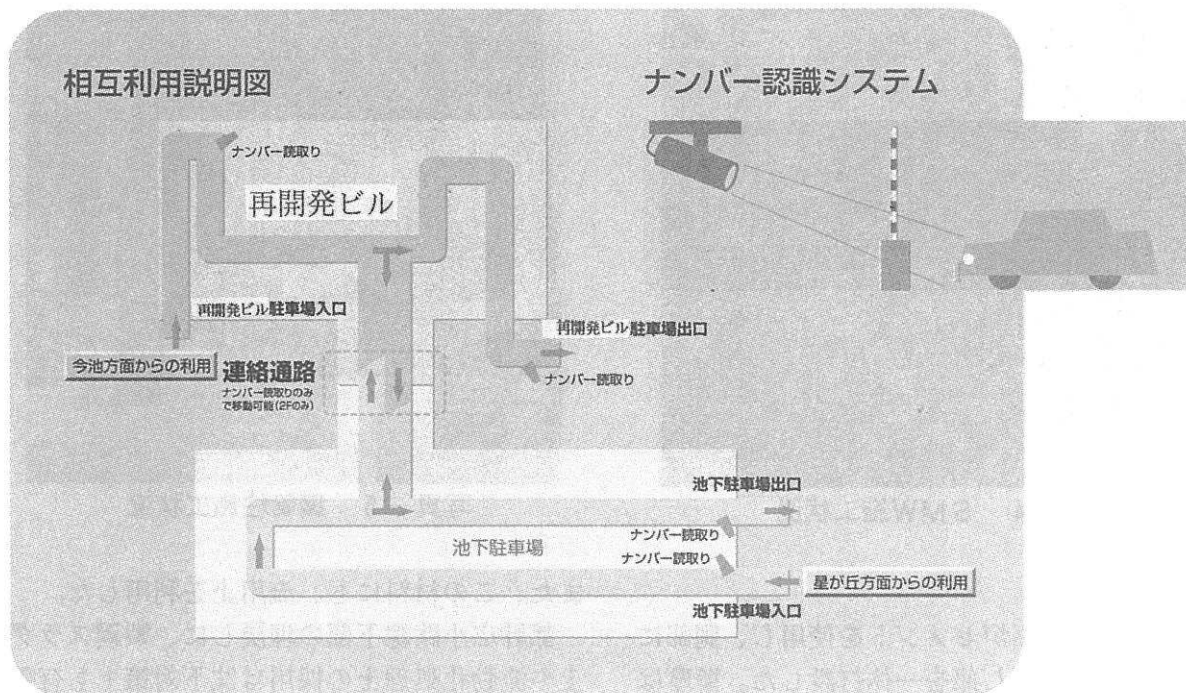 相互利用説明図
ナンバー認識システム
ナンバー読取り
再開発ビル
再開発ビル駐車場入口
再開発ビル駐車場出口
今池方面からの利用
連絡通路
ナンバー読取りのみ
で移動可能(2Fのみ)
ナンバー読取り
池下駐車場出口
ナンバー読取り
池下駐車場
ナンバー読取り
星が丘方面からの利用
池下駐車場入口